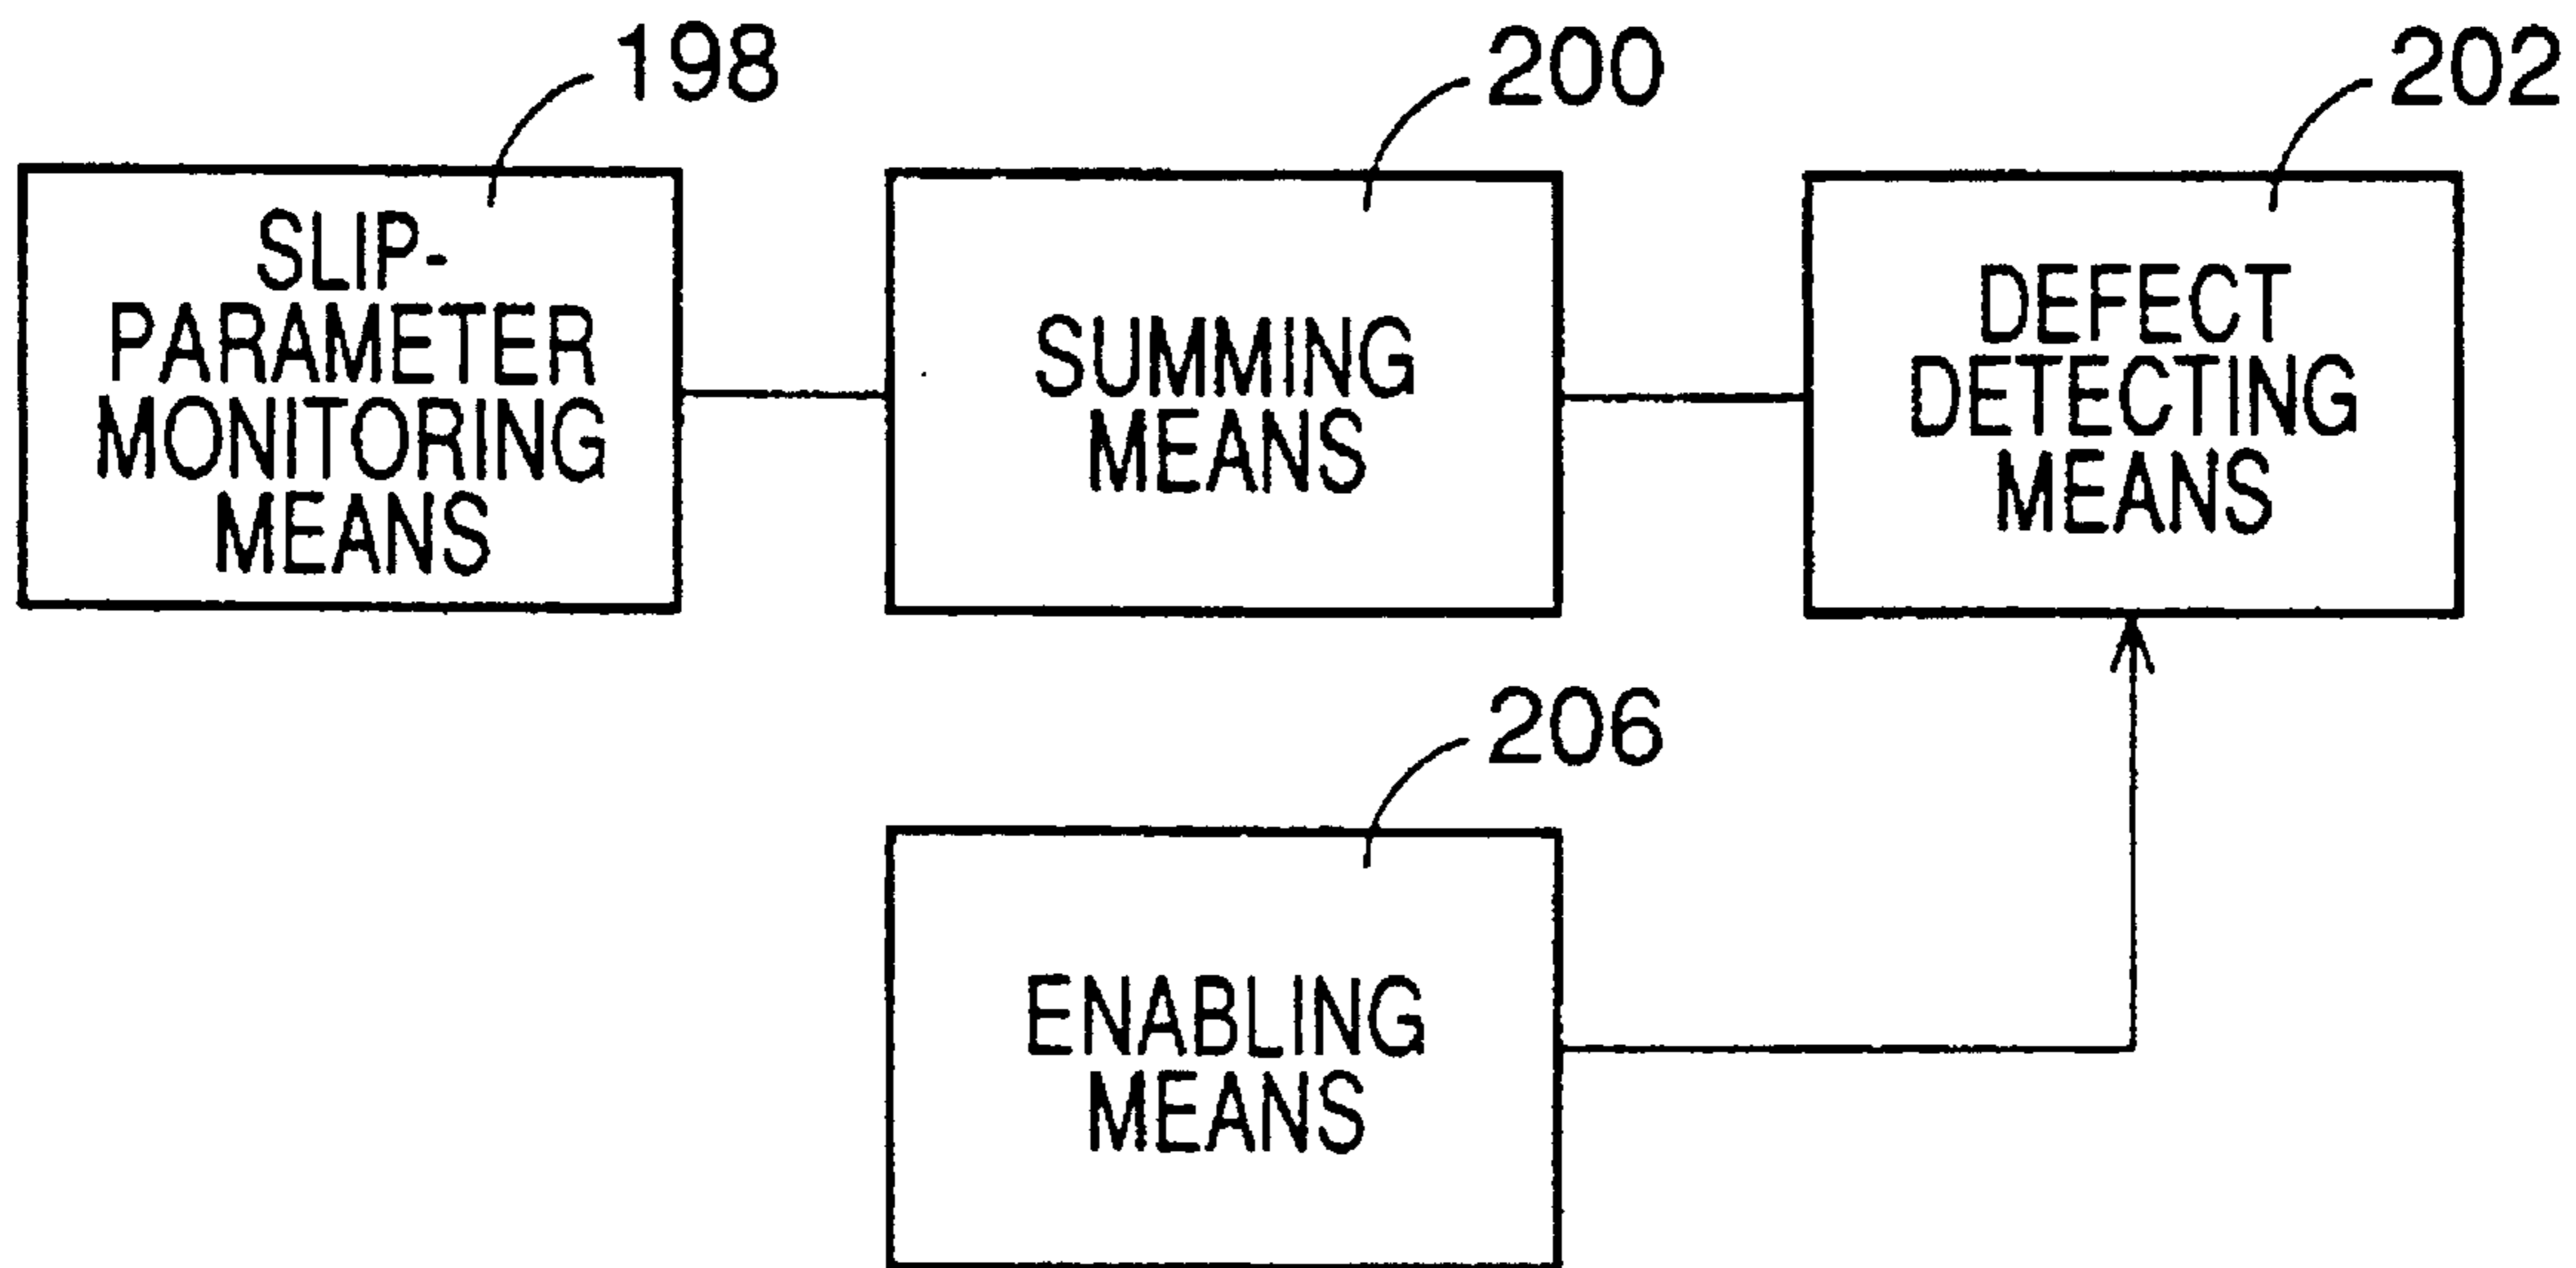 198
200
202
SLIP-
PARAMETER
MONITORING
MEANS
SUMMING
MEANS
DEFECT
DETECTING
MEANS
206
ENABLING
MEANS